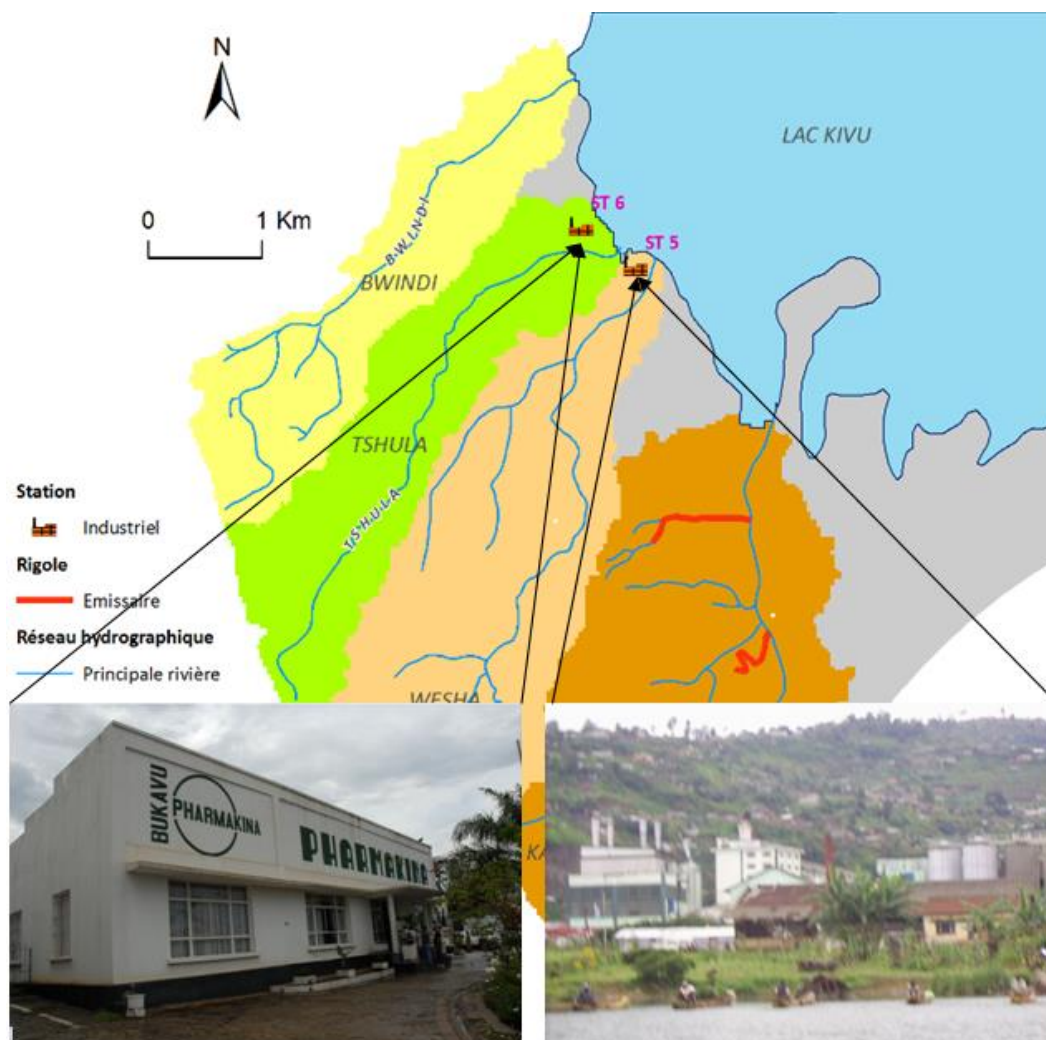 N
0 1 Km
LAC KIVU
ST 6
ST 5
B-W-I-N-D-I
BWINDI
TSHULA
T-S-H-U-L-A
Station
Industriel
Rigole
Emissaire
Réseau hydrographique
Principale rivière
WESHA
KA
BUKAVU
PHARMAKINA
PHARMAKINA